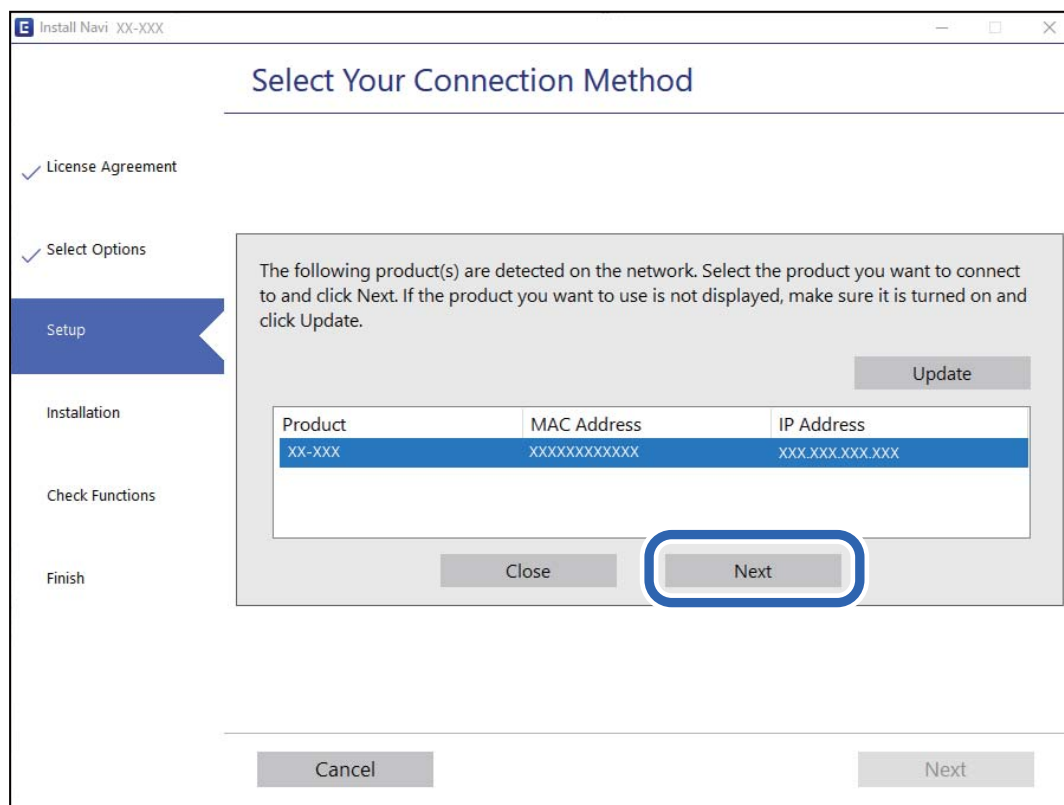 E Install Navi XX-XXX
Select Your Connection Method
License Agreement
Select Options
Setup
Installation
Check Functions
Finish
The following product(s) are detected on the network. Select the product you want to connect
to and click Next. If the product you want to use is not displayed, make sure it is turned on and
click Update.
Update
Product MAC Address IP Address
XX-XXX XXXXXXXXXXXX XXX.XXX.XXX.XXX
Close Next
Cancel Next